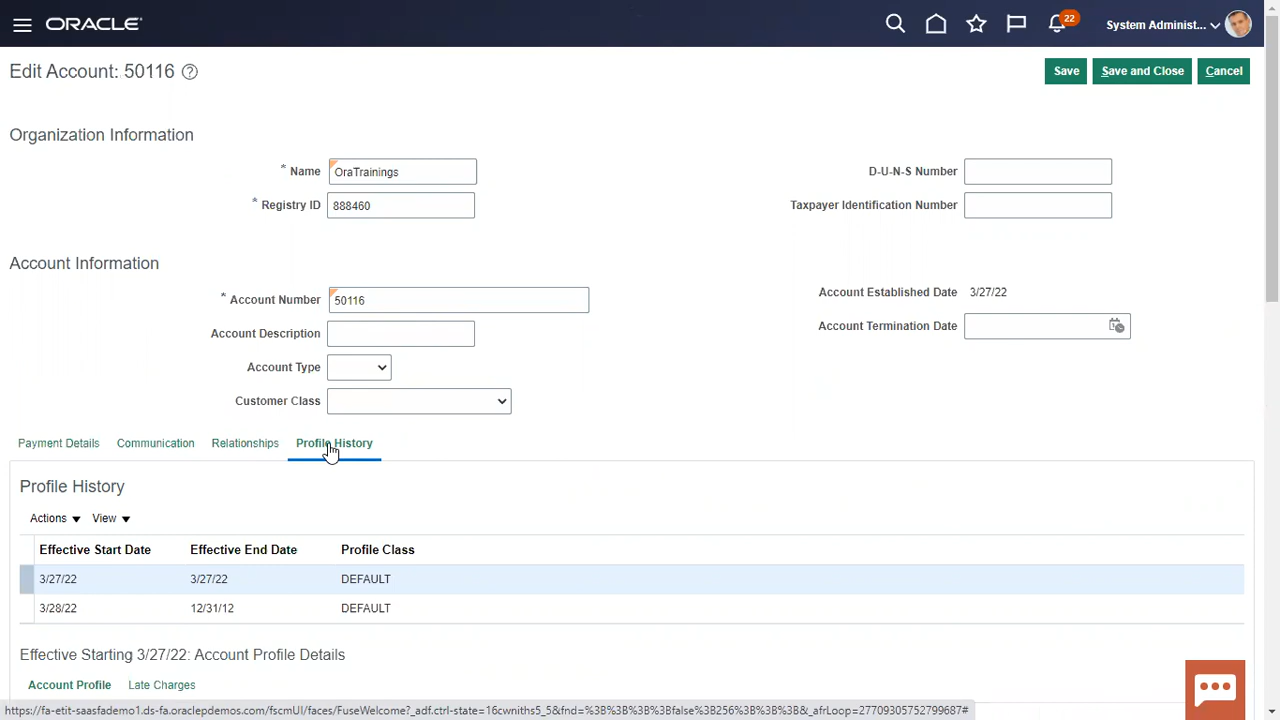 ORACLE
22
System Administ...
Edit Account: 50116 ?
Save
Save and Close
Cancel
Organization Information
* Name OraTrainings
D-U-N-S Number
* Registry ID 888460
Taxpayer Identification Number
Account Information
* Account Number 50116
Account Established Date 3/27/22
Account Description
Account Termination Date
Account Type
Customer Class
Payment Details Communication Relationships Profile History
Profile History
Actions View
Effective Start Date Effective End Date Profile Class
3/27/22 3/27/22 DEFAULT
3/28/22 12/31/12 DEFAULT
Effective Starting 3/27/22: Account Profile Details
Account Profile Late Charges
https://fa-etit-saasfademo1.ds-fa.oraclepdemos.com/fscmUI/faces/FuseWelcome?_adf.ctrl-state=16cwniths5_5&fnd=%3B%3B%3B%3Bfalse%3B256%3B%3B%3B&_afrLoop=27709305752799687#